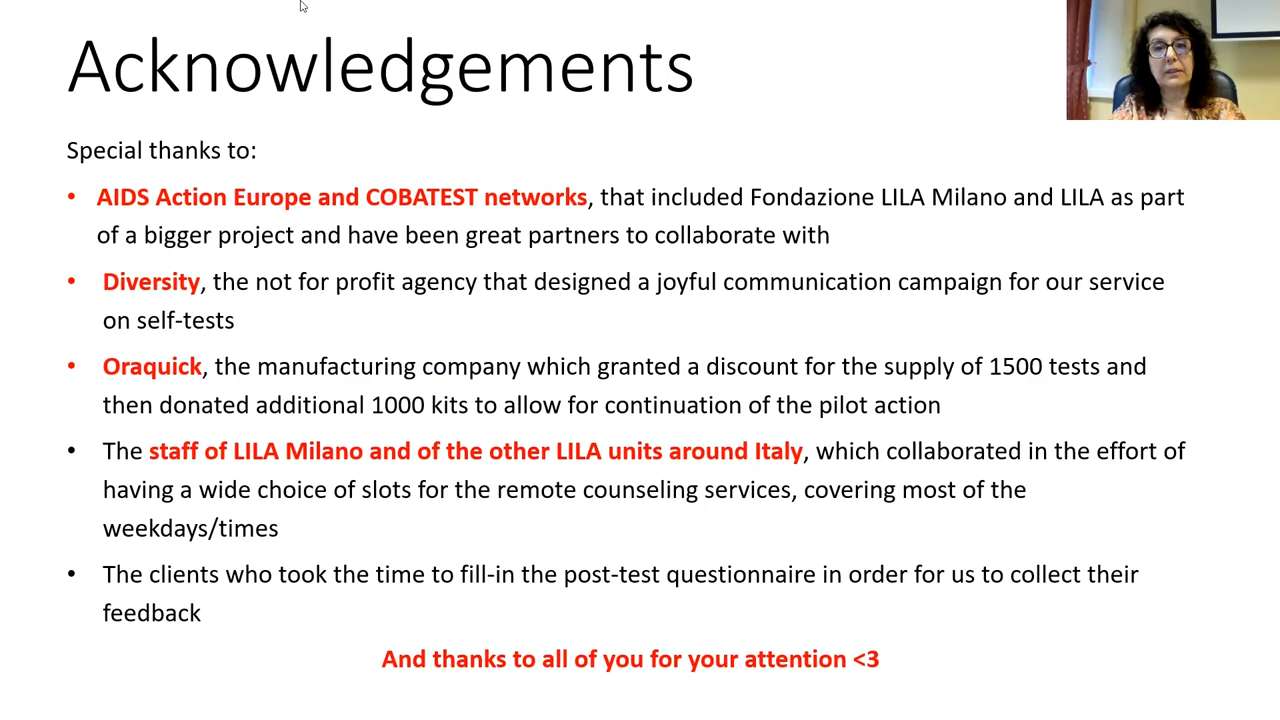 Acknowledgements
Special thanks to:
• AIDS Action Europe and COBATEST networks, that included Fondazione LILA Milano and LILA as part
of a bigger project and have been great partners to collaborate with
• Diversity, the not for profit agency that designed a joyful communication campaign for our service
on self-tests
• Oraquick, the manufacturing company which granted a discount for the supply of 1500 tests and
then donated additional 1000 kits to allow for continuation of the pilot action
• The staff of LILA Milano and of the other LILA units around Italy, which collaborated in the effort of
having a wide choice of slots for the remote counseling services, covering most of the
weekdays/times
• The clients who took the time to fill-in the post-test questionnaire in order for us to collect their
feedback
And thanks to all of you for your attention <3